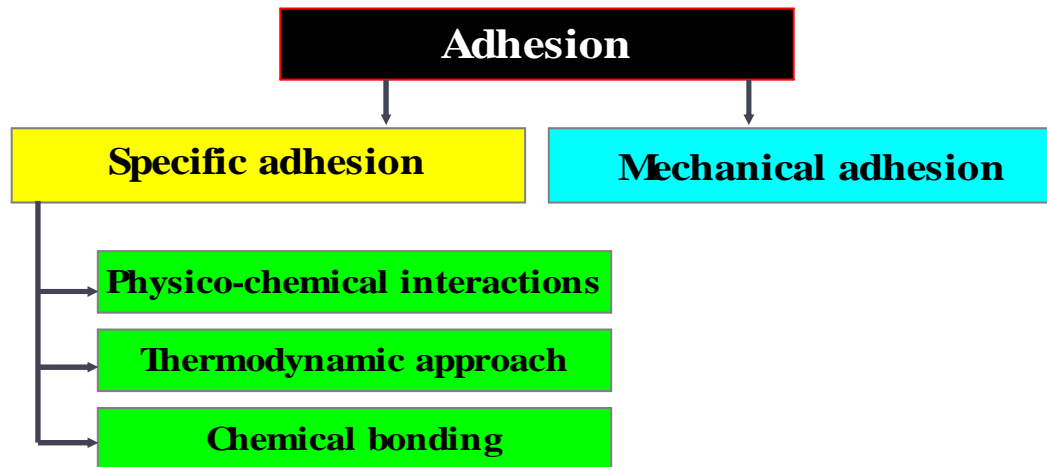 Adhesion
Specific adhesion
Mechanical adhesion
Physico-chemical interactions
Thermodynamic approach
Chemical bonding